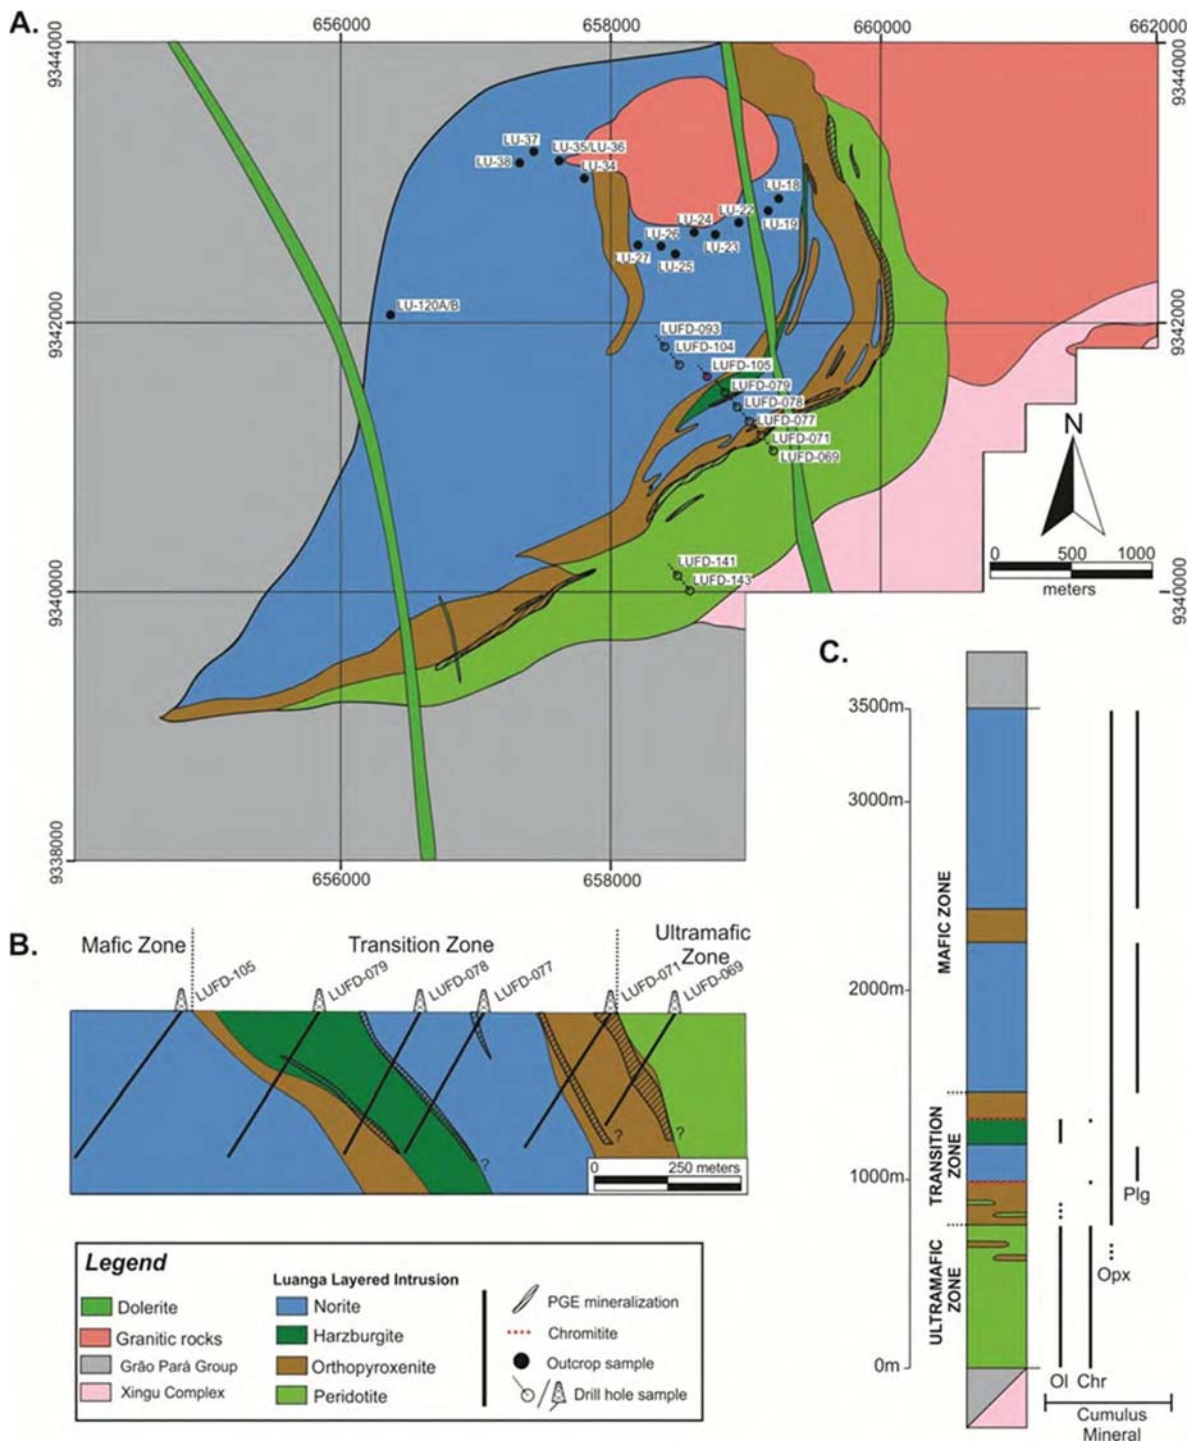 A.
656000
658000
660000
662000
9344000
9344000
LU-37
LU-38
LU-35/LU-36
LU-34
LU-18
LU-22
LU-24
LU-19
LU-26
LU-23
LU-27
LU-25
LU-120A/B
9342000
9342000
LUFD-093
LUFD-104
LUFD-105
LUFD-079
LUFD-078
LUFD-077
LUFD-071
LUFD-069
N
0 500 1000
meters
LUFD-141
LUFD-143
9340000
9340000
9338000
656000
658000
B.
Mafic Zone
Transition Zone
Ultramafic
Zone
LUFD-105
LUFD-079
LUFD-078
LUFD-077
LUFD-071
LUFD-069
?
?
?
0 250 meters
C.
3500m
3000m
2000m
1000m
0m
MAFIC ZONE
TRANSITION
ZONE
ULTRAMAFIC
ZONE
Plg
Opx
Ol Chr
Cumulus
Mineral
Legend
Dolerite
Granitic rocks
Grão Pará Group
Xingu Complex
Luanga Layered Intrusion
Norite
Harzburgite
Orthopyroxenite
Peridotite
PGE mineralization
Chromitite
Outcrop sample
Drill hole sample